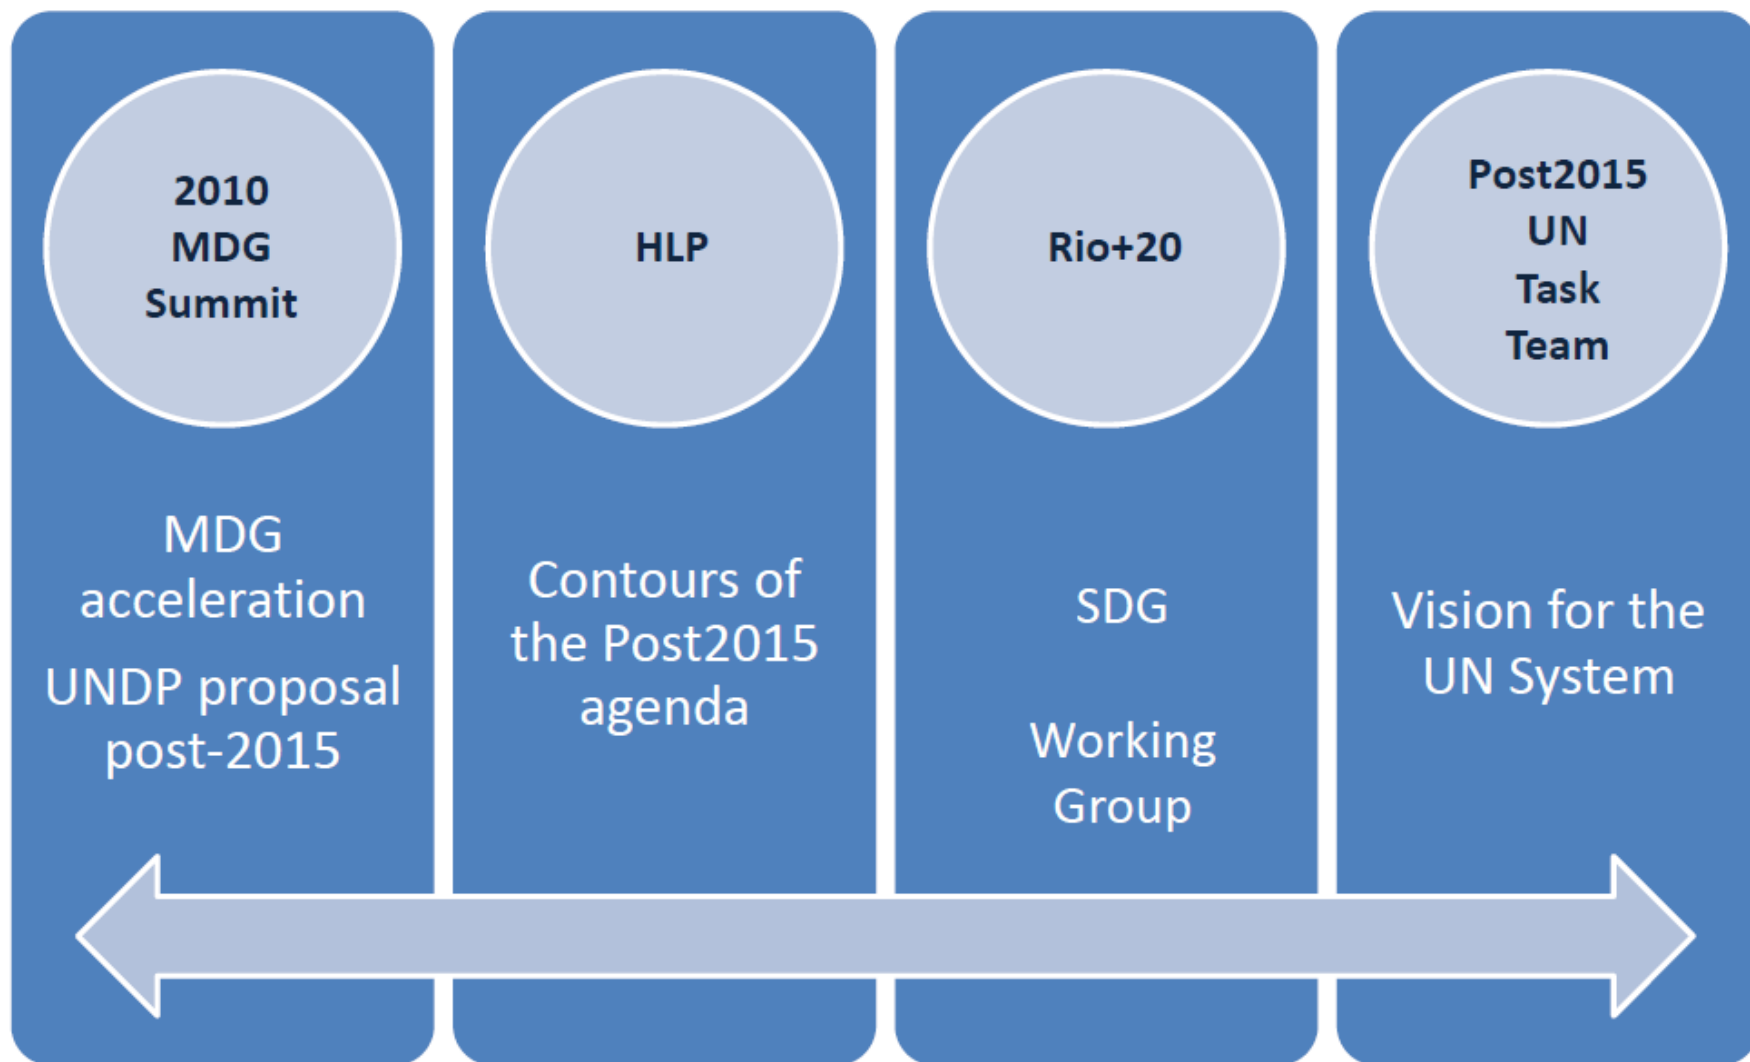 2010
MDG
Summit
MDG
acceleration
UNDP proposal
post-2015
HLP
Contours of
the Post2015
agenda
Rio+20
SDG
Working
Group
Post2015
UN
Task
Team
Vision for the
UN System